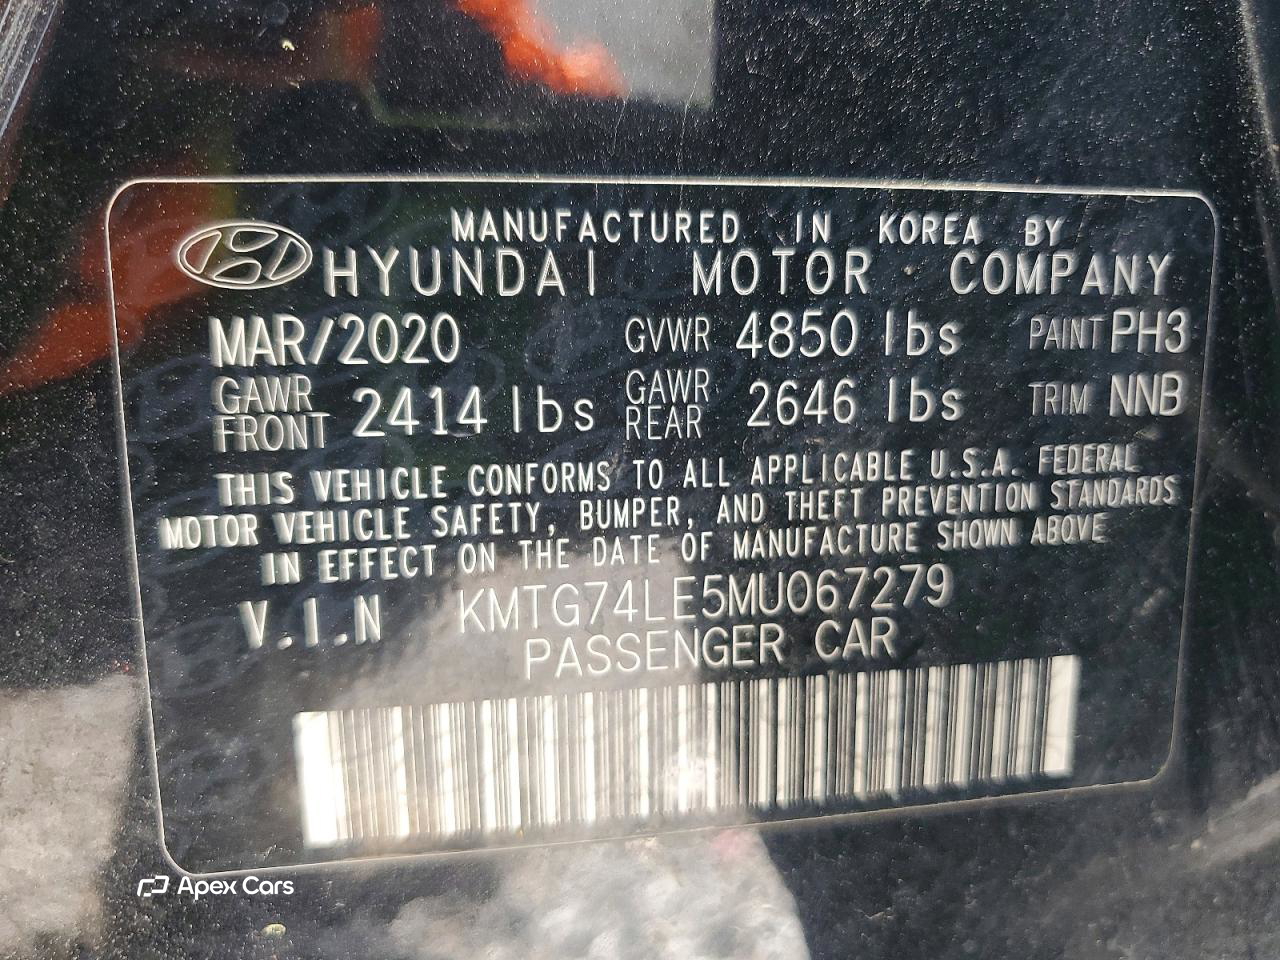 MANUFACTURED IN KOREA BY
HYUNDAI MOTOR COMPANY
MAR/2020 GVWR 4850 lbs PAINT PH3
GAWR FRONT 2414 lbs GAWR REAR 2646 lbs TRIM NNB
THIS VEHICLE CONFORMS TO ALL APPLICABLE U.S.A. FEDERAL
MOTOR VEHICLE SAFETY, BUMPER, AND THEFT PREVENTION STANDARDS
IN EFFECT ON THE DATE OF MANUFACTURE SHOWN ABOVE
V.I.N KMTG74LE5MU067279
PASSENGER CAR
Apex Cars